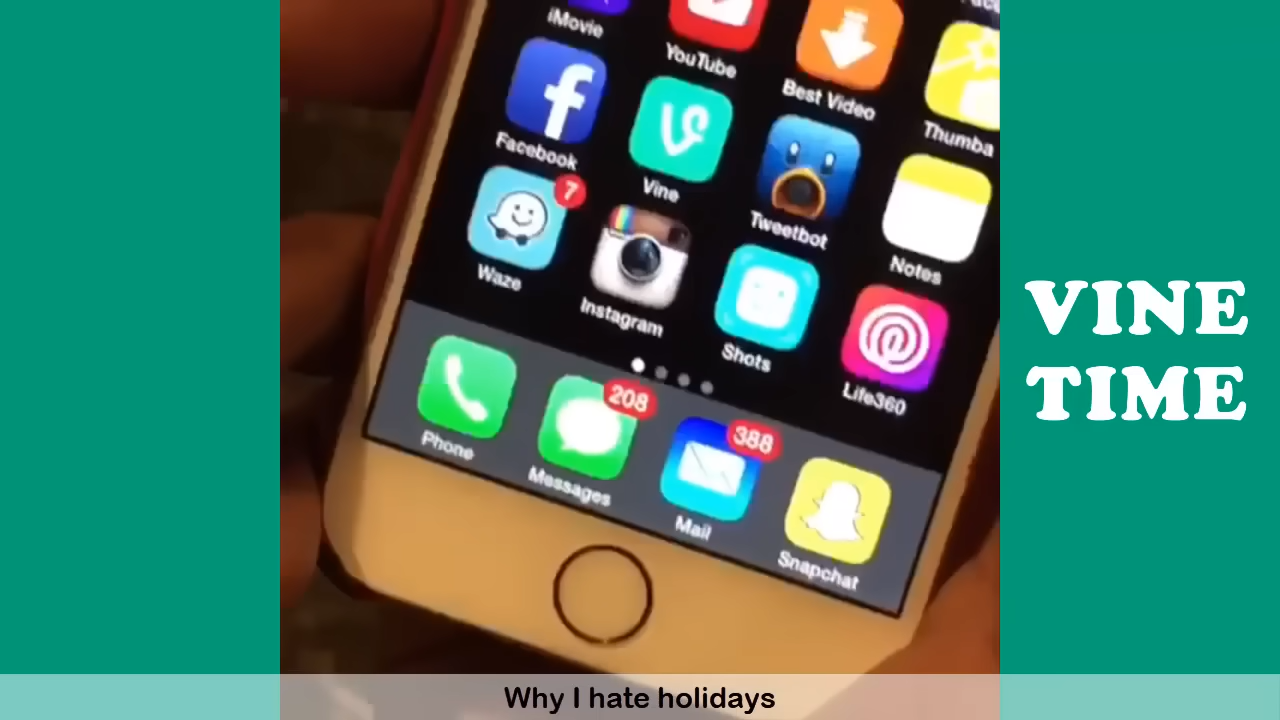 iMovie
YouTube
Best Video
Thumba
Facebook
Vine
Tweetbot
Notes
7
Waze
Instagram
Shots
Life360
208
388
Phone
Messages
Mail
Snapchat
VINE
TIME
Why I hate holidays